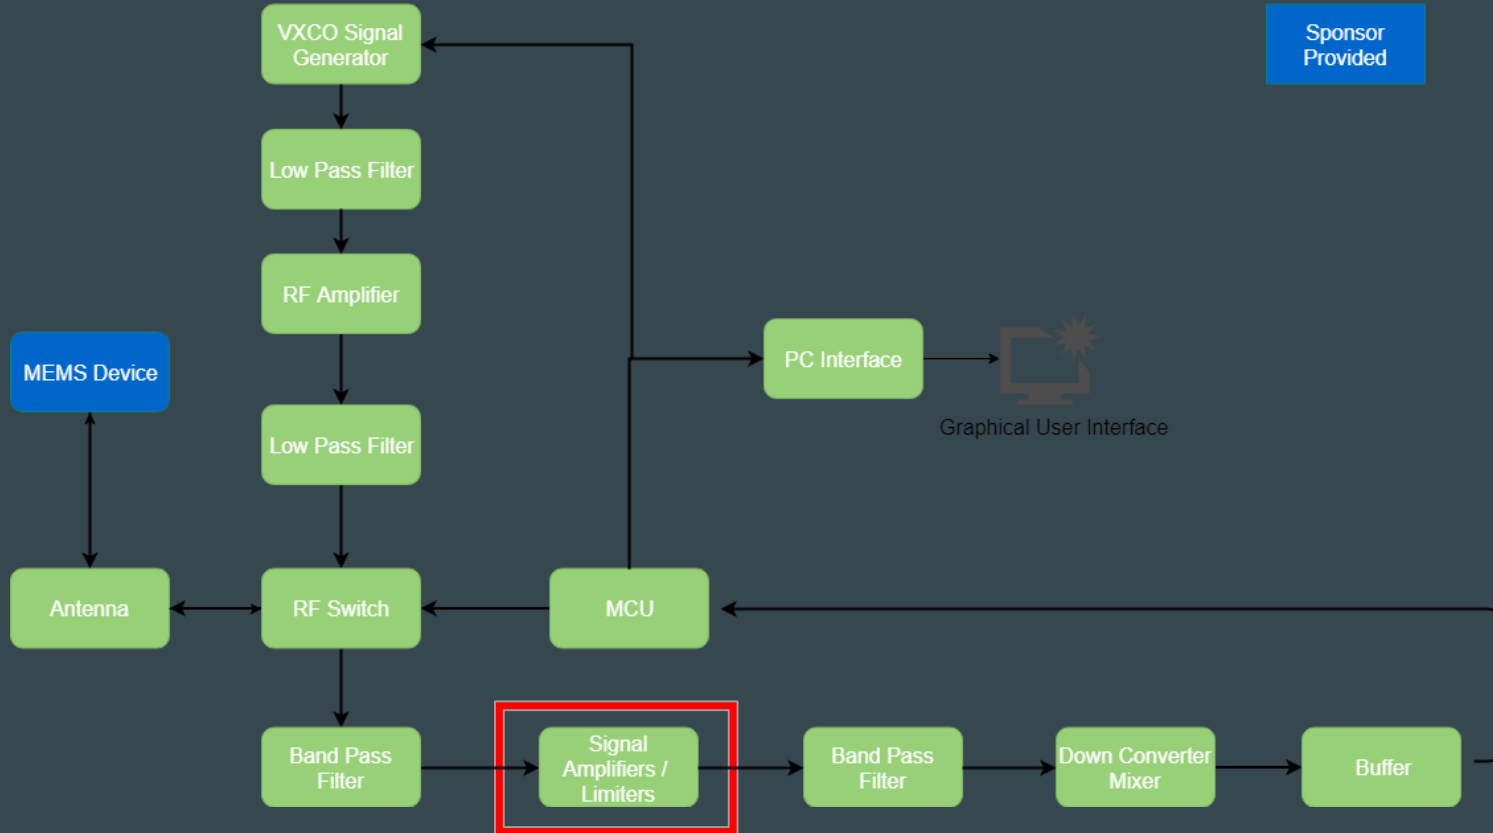 VXCO Signal
Generator
Sponsor
Provided
Low Pass Filter
RF Amplifier
MEMS Device
PC Interface
Graphical User Interface
Low Pass Filter
Antenna
RF Switch
MCU
Band Pass
Filter
Signal
Amplifiers /
Limiters
Band Pass
Filter
Down Converter
Mixer
Buffer